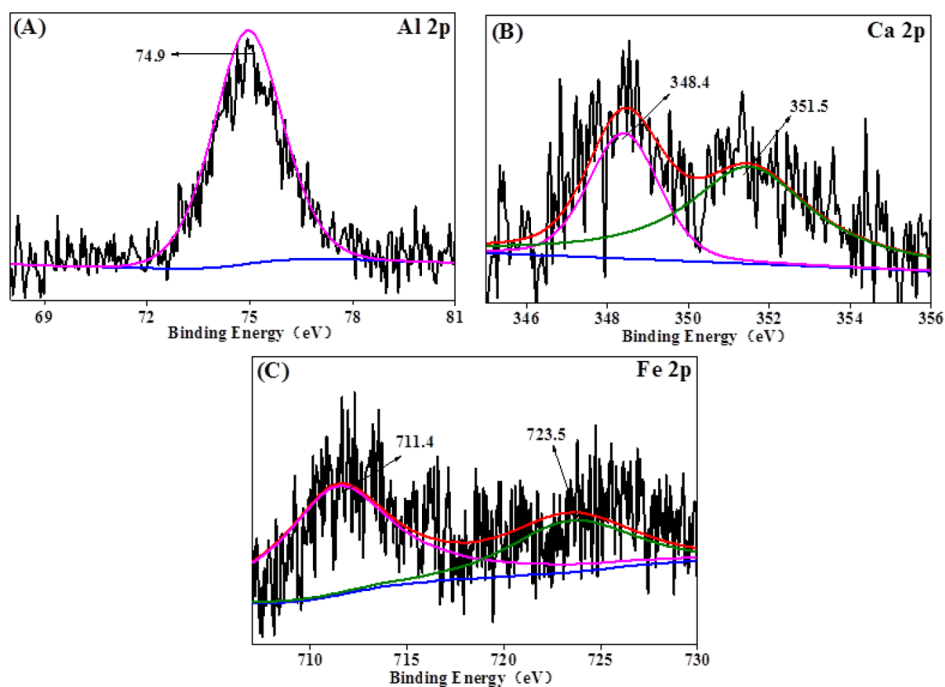 (A)
Al 2p
74.9
69 72 75 78 81
Binding Energy（eV）
(B)
Ca 2p
348.4
351.5
346 348 350 352 354 356
Binding Energy（eV）
(C)
Fe 2p
711.4
723.5
710 715 720 725 730
Binding Energy（eV）